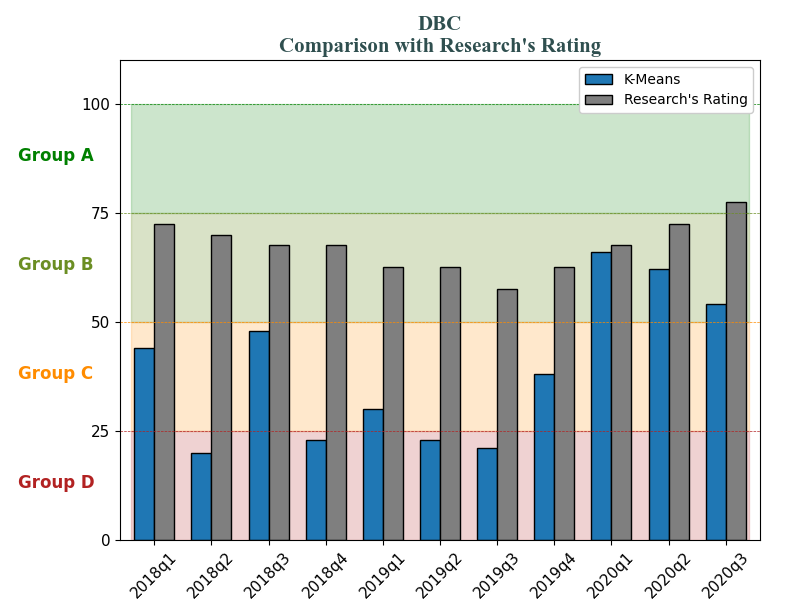 DBC
Comparison with Research's Rating
K-Means
Research's Rating
100
Group A
75
Group B
50
Group C
25
Group D
0
2018q1
2018q2
2018q3
2018q4
2019q1
2019q2
2019q3
2019q4
2020q1
2020q2
2020q3